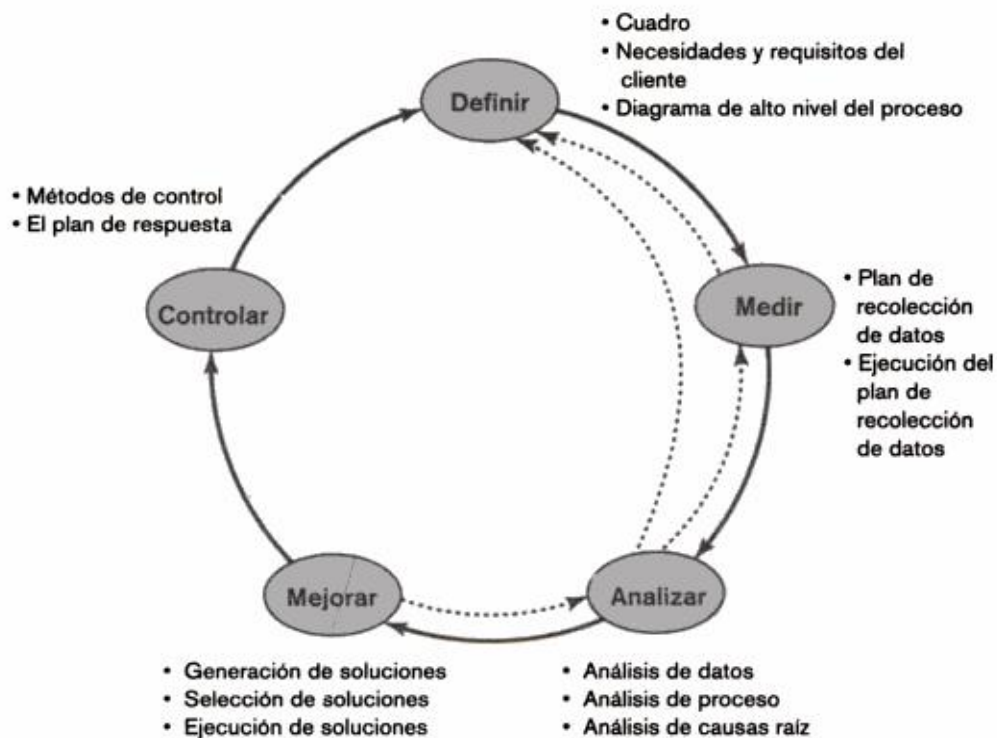 • Cuadro
• Necesidades y requisitos del
cliente
• Diagrama de alto nivel del proceso
Definir
• Métodos de control
• El plan de respuesta
Controlar
Medir
• Plan de
recolección
de datos
• Ejecución del
plan de
recolección
de datos
Mejorar
Analizar
• Generación de soluciones
• Selección de soluciones
• Ejecución de soluciones
• Análisis de datos
• Análisis de proceso
• Análisis de causas raíz